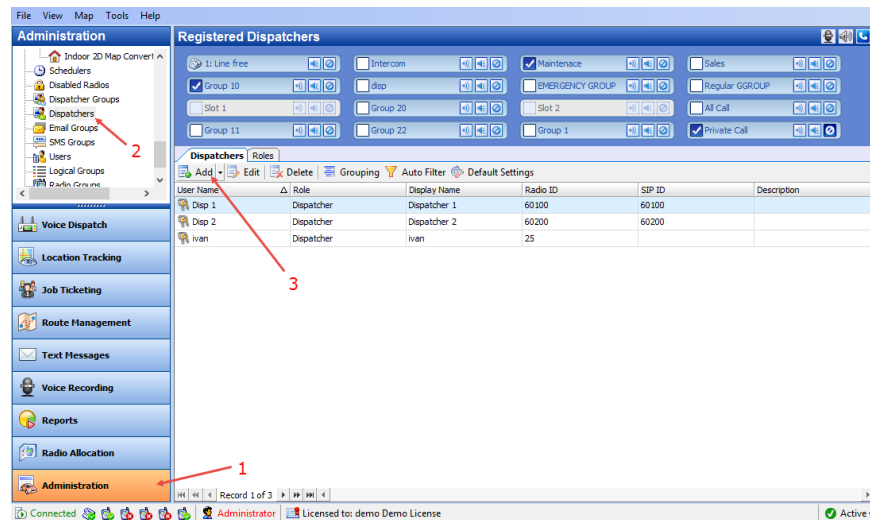 File View Map Tools Help
Administration
Registered Dispatchers
Indoor 2D Map Convert
Schedulers
Disabled Radios
Dispatcher Groups
Dispatchers
Email Groups
SMS Groups
Users
Logical Groups
Radio Groups
2
1: Line free Intercom Maintenace Sales
Group 10 disp EMERGENCY GROUP Regular GGROUP
Slot 1 Group 20 Slot 2 All Call
Group 11 Group 22 Group 1 Private Call
Dispatchers Roles
Add Edit Delete Grouping Auto Filter Default Settings
User Name Role Display Name Radio ID SIP ID Description
Disp 1 Dispatcher Dispatcher 1 60100 60100
Disp 2 Dispatcher Dispatcher 2 60200 60200
ivan Dispatcher ivan 25
3
Voice Dispatch
Location Tracking
Job Ticketing
Route Management
Text Messages
Voice Recording
Reports
Radio Allocation
Administration
1
Record 1 of 3
Connected Administrator Licensed to: demo Demo License Active